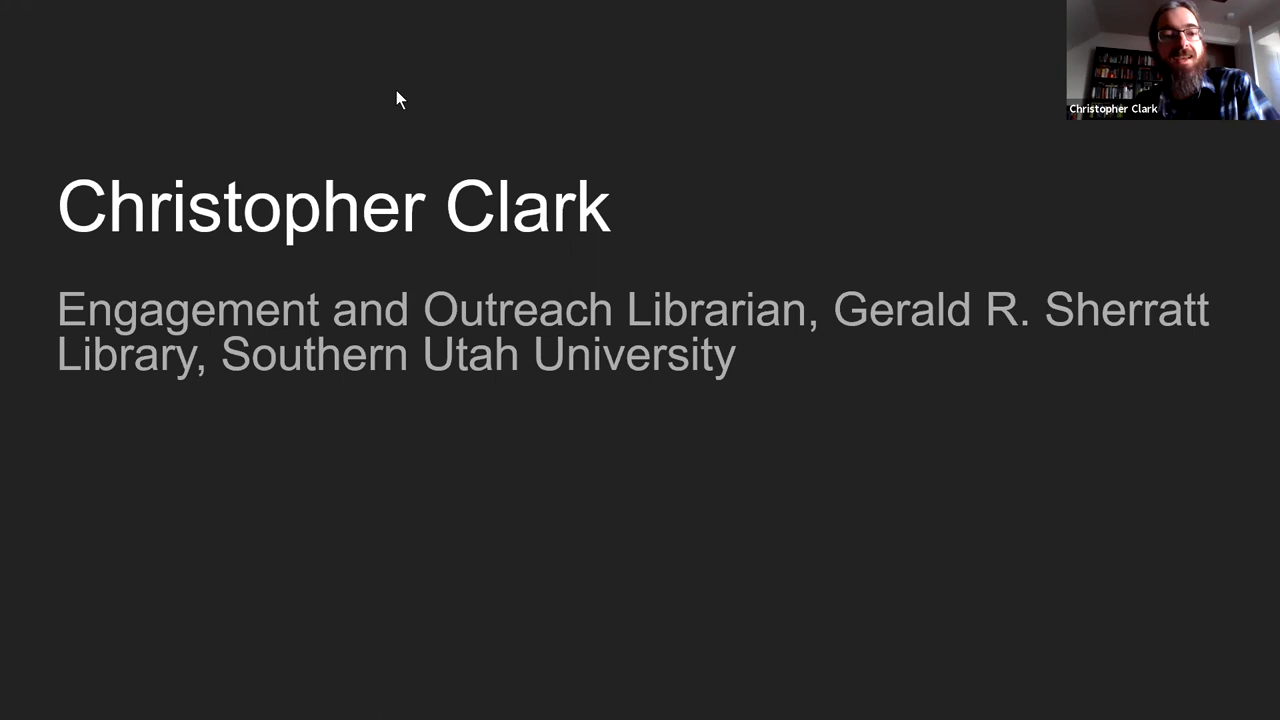 Christopher Clark
Christopher Clark
Engagement and Outreach Librarian, Gerald R. Sherratt
Library, Southern Utah University